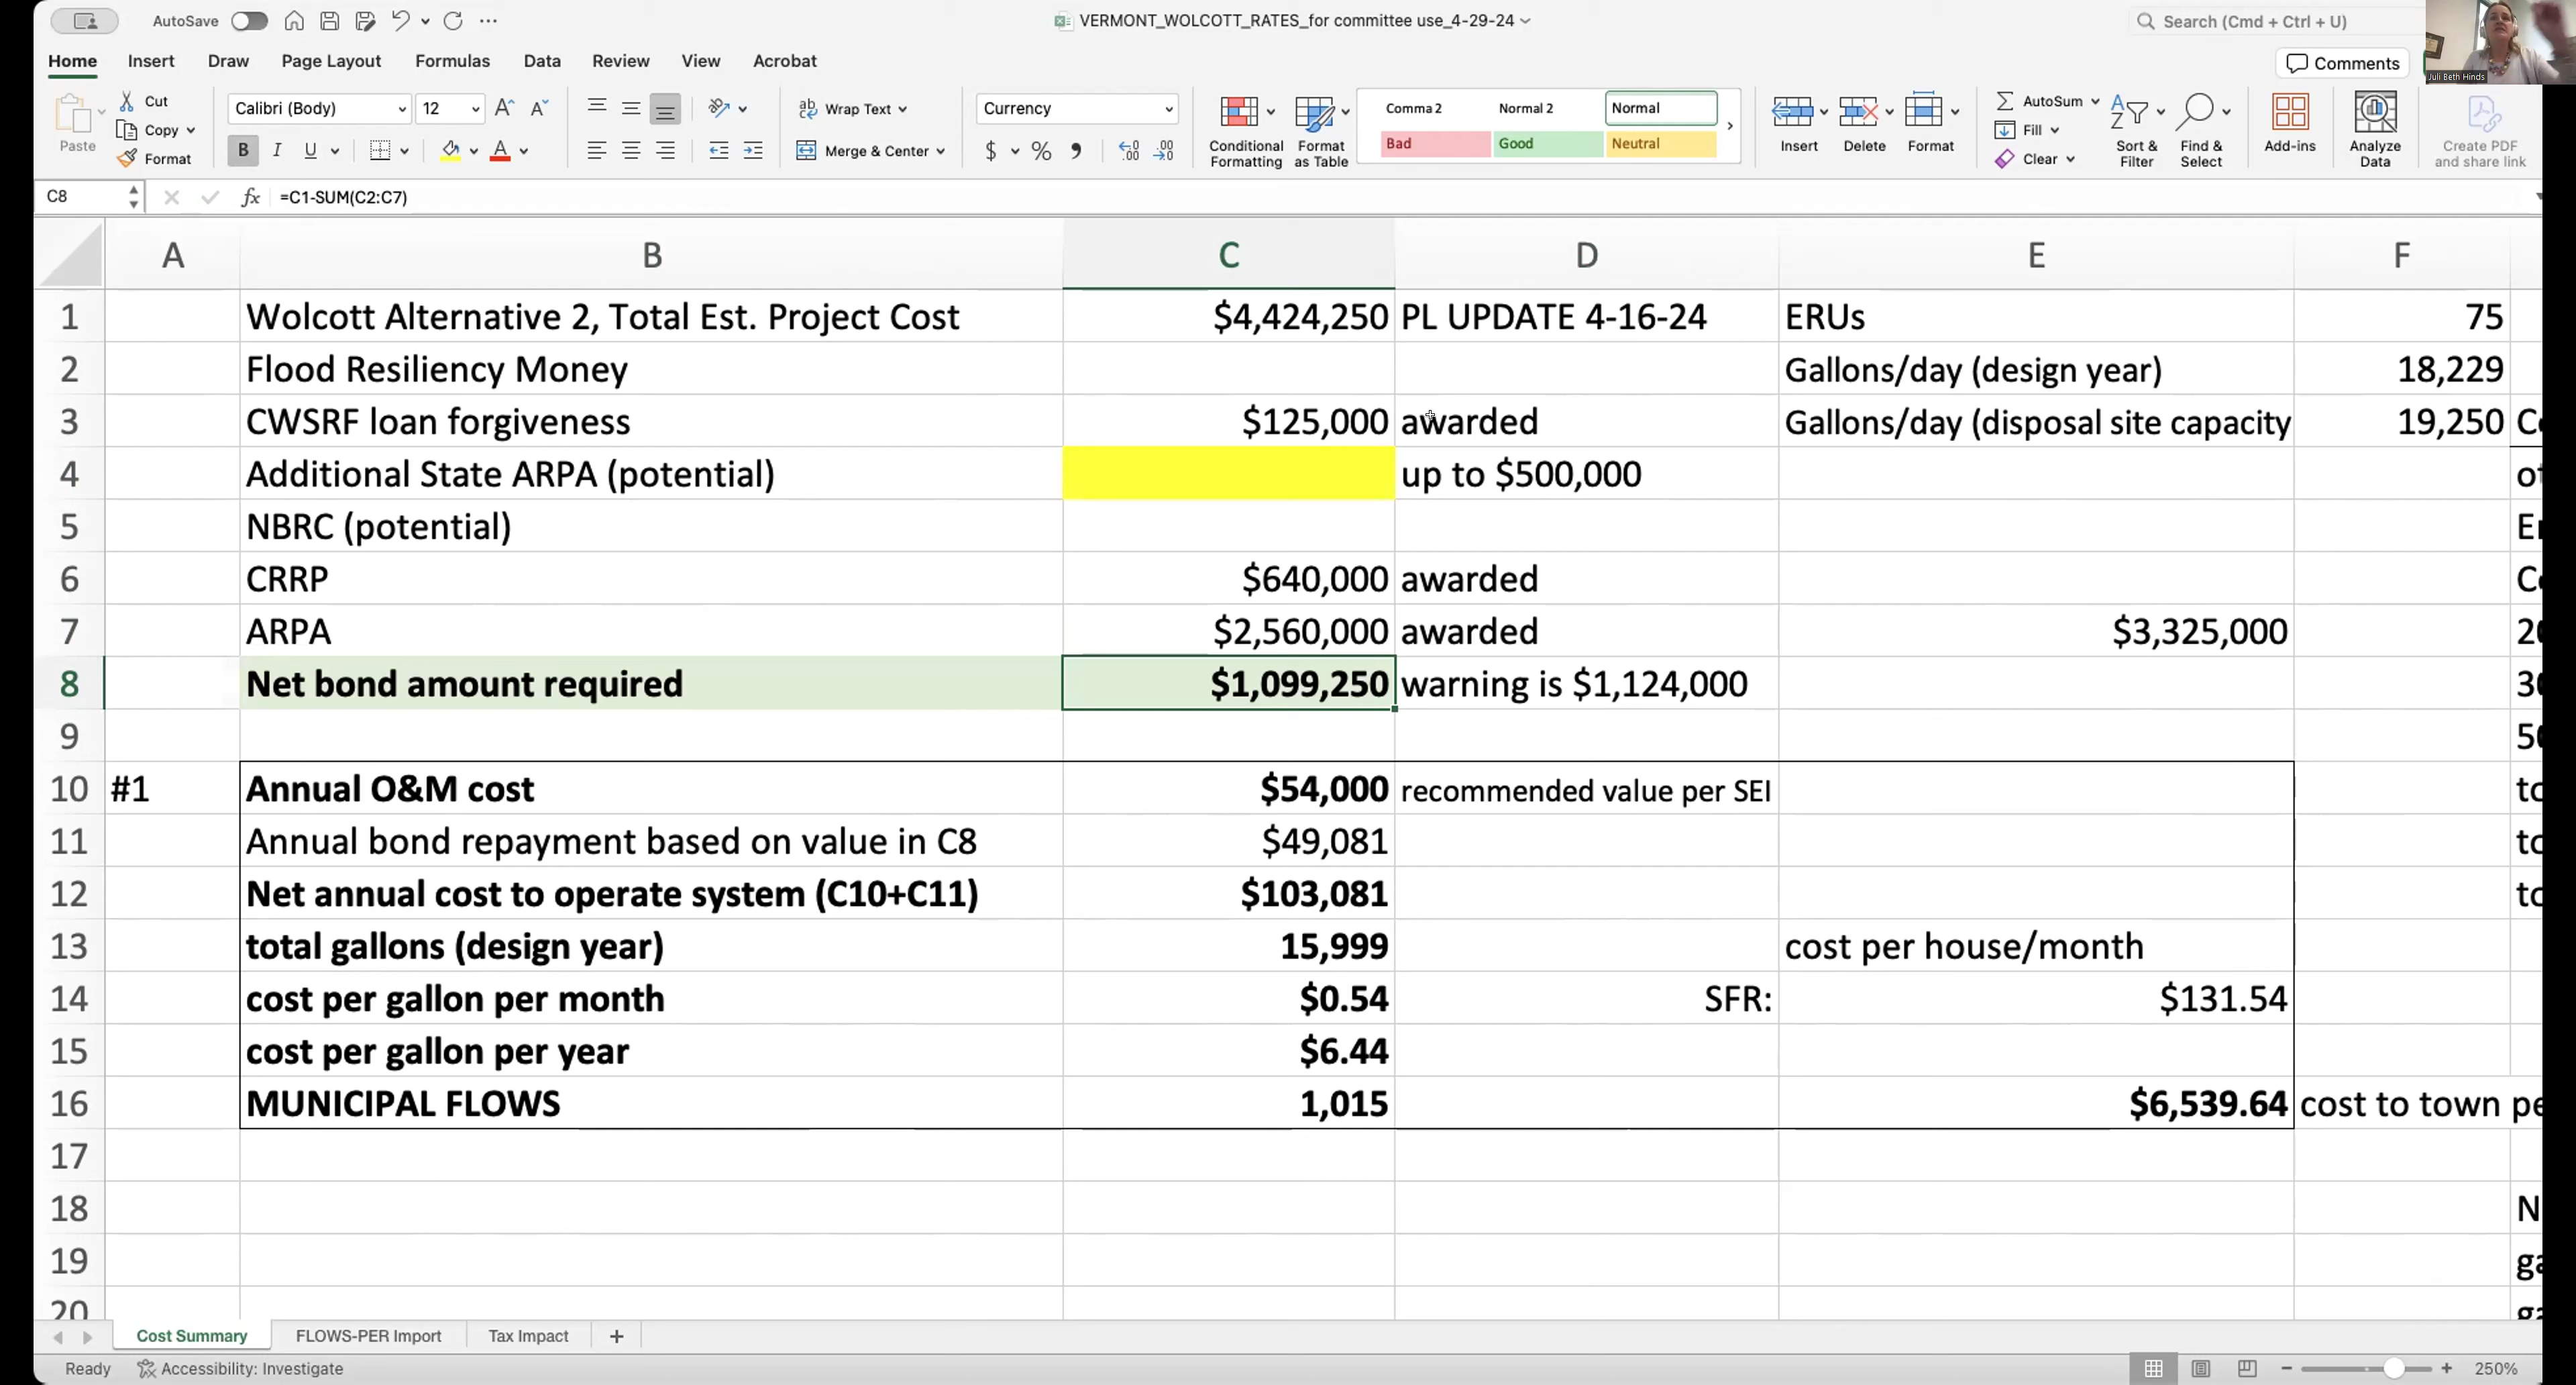 AutoSave
VERMONT_WOLCOTT_RATES_for committee use_4-29-24
Search (Cmd + Ctrl + U)
Juli Beth Hinds
Home Insert Draw Page Layout Formulas Data Review View Acrobat
Comments
Paste
Cut
Copy
Format
Calibri (Body) 12
B I U
Wrap Text
Merge & Center
Currency
$ % 9
Conditional Formatting
Format as Table
Comma 2 Normal 2 Normal
Bad Good Neutral
Insert Delete Format
AutoSum
Fill
Clear
Sort & Filter
Find & Select
Add-ins
Analyze Data
Create PDF and share link
C8 fx =C1-SUM(C2:C7)
A B C D E F
1 Wolcott Alternative 2, Total Est. Project Cost $4,424,250 PL UPDATE 4-16-24 ERUs 75
2 Flood Resiliency Money Gallons/day (design year) 18,229
3 CWSRF loan forgiveness $125,000 awarded Gallons/day (disposal site capacity 19,250
4 Additional State ARPA (potential) up to $500,000
5 NBRC (potential)
6 CRRP $640,000 awarded
7 ARPA $2,560,000 awarded $3,325,000
8 Net bond amount required $1,099,250 warning is $1,124,000
9
10 #1 Annual O&M cost $54,000 recommended value per SEI
11 Annual bond repayment based on value in C8 $49,081
12 Net annual cost to operate system (C10+C11) $103,081
13 total gallons (design year) 15,999 cost per house/month
14 cost per gallon per month $0.54 SFR: $131.54
15 cost per gallon per year $6.44
16 MUNICIPAL FLOWS 1,015 $6,539.64 cost to town pe
17
18 N
19
20
Cost Summary FLOWS-PER Import Tax Impact +
Ready Accessibility: Investigate
250%